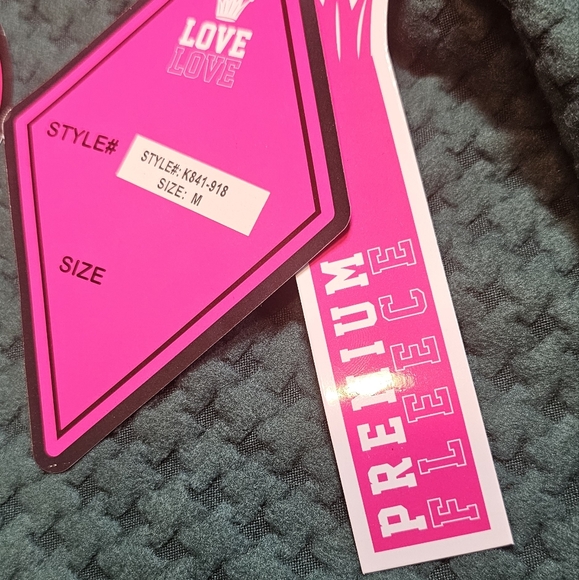 LOVE
LOVE
STYLE#
STYLE#: K841-918
SIZE: M
SIZE
PREMIUM
FLEECE